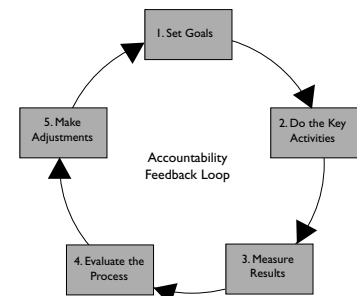 1. Set Goals
2. Do the Key
Activities
3. Measure
Results
4. Evaluate the
Process
5. Make
Adjustments
Accountability
Feedback Loop